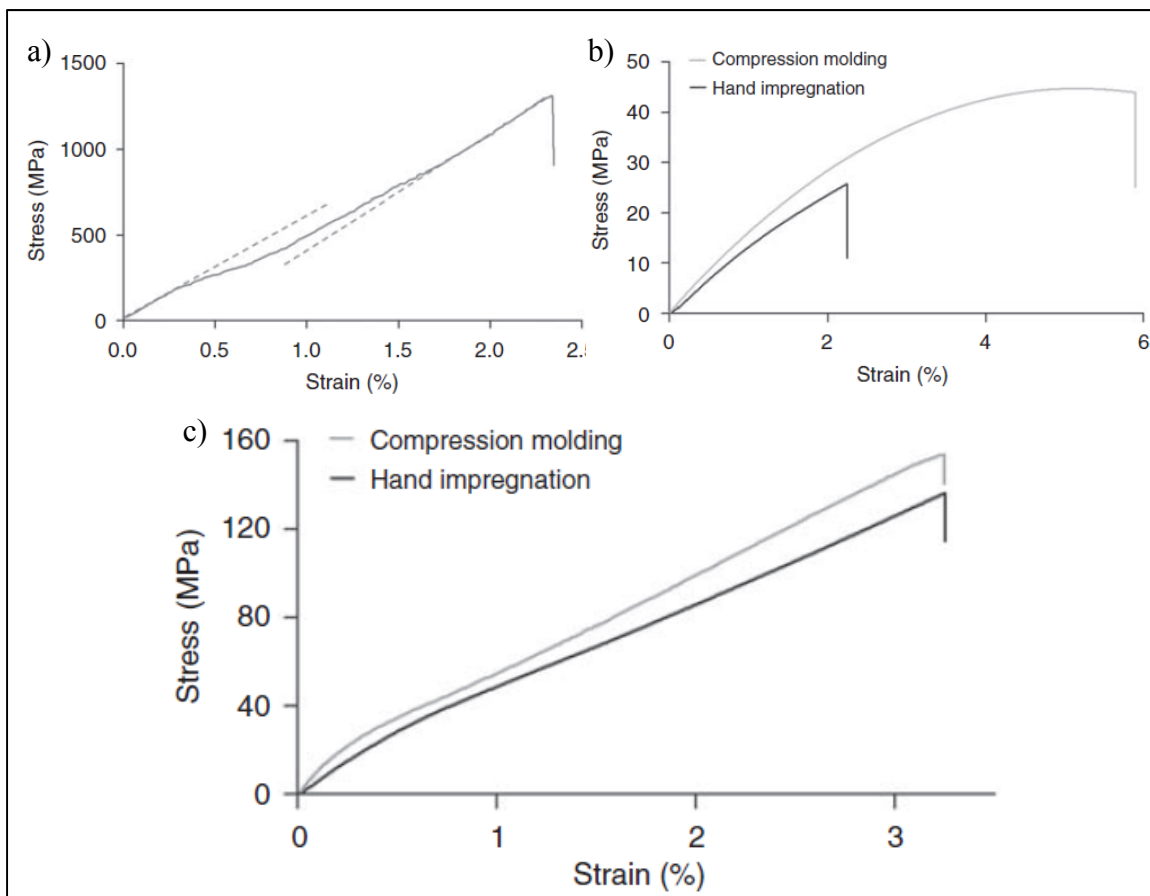 a)
1500
1000
500
0
Stress (MPa)
0.0 0.5 1.0 1.5 2.0 2.5
Strain (%)
b)
Compression molding
Hand impregnation
50
40
30
20
10
0
Stress (MPa)
0 2 4 6
Strain (%)
c)
Compression molding
Hand impregnation
160
120
80
40
0
Stress (MPa)
0 1 2 3
Strain (%)